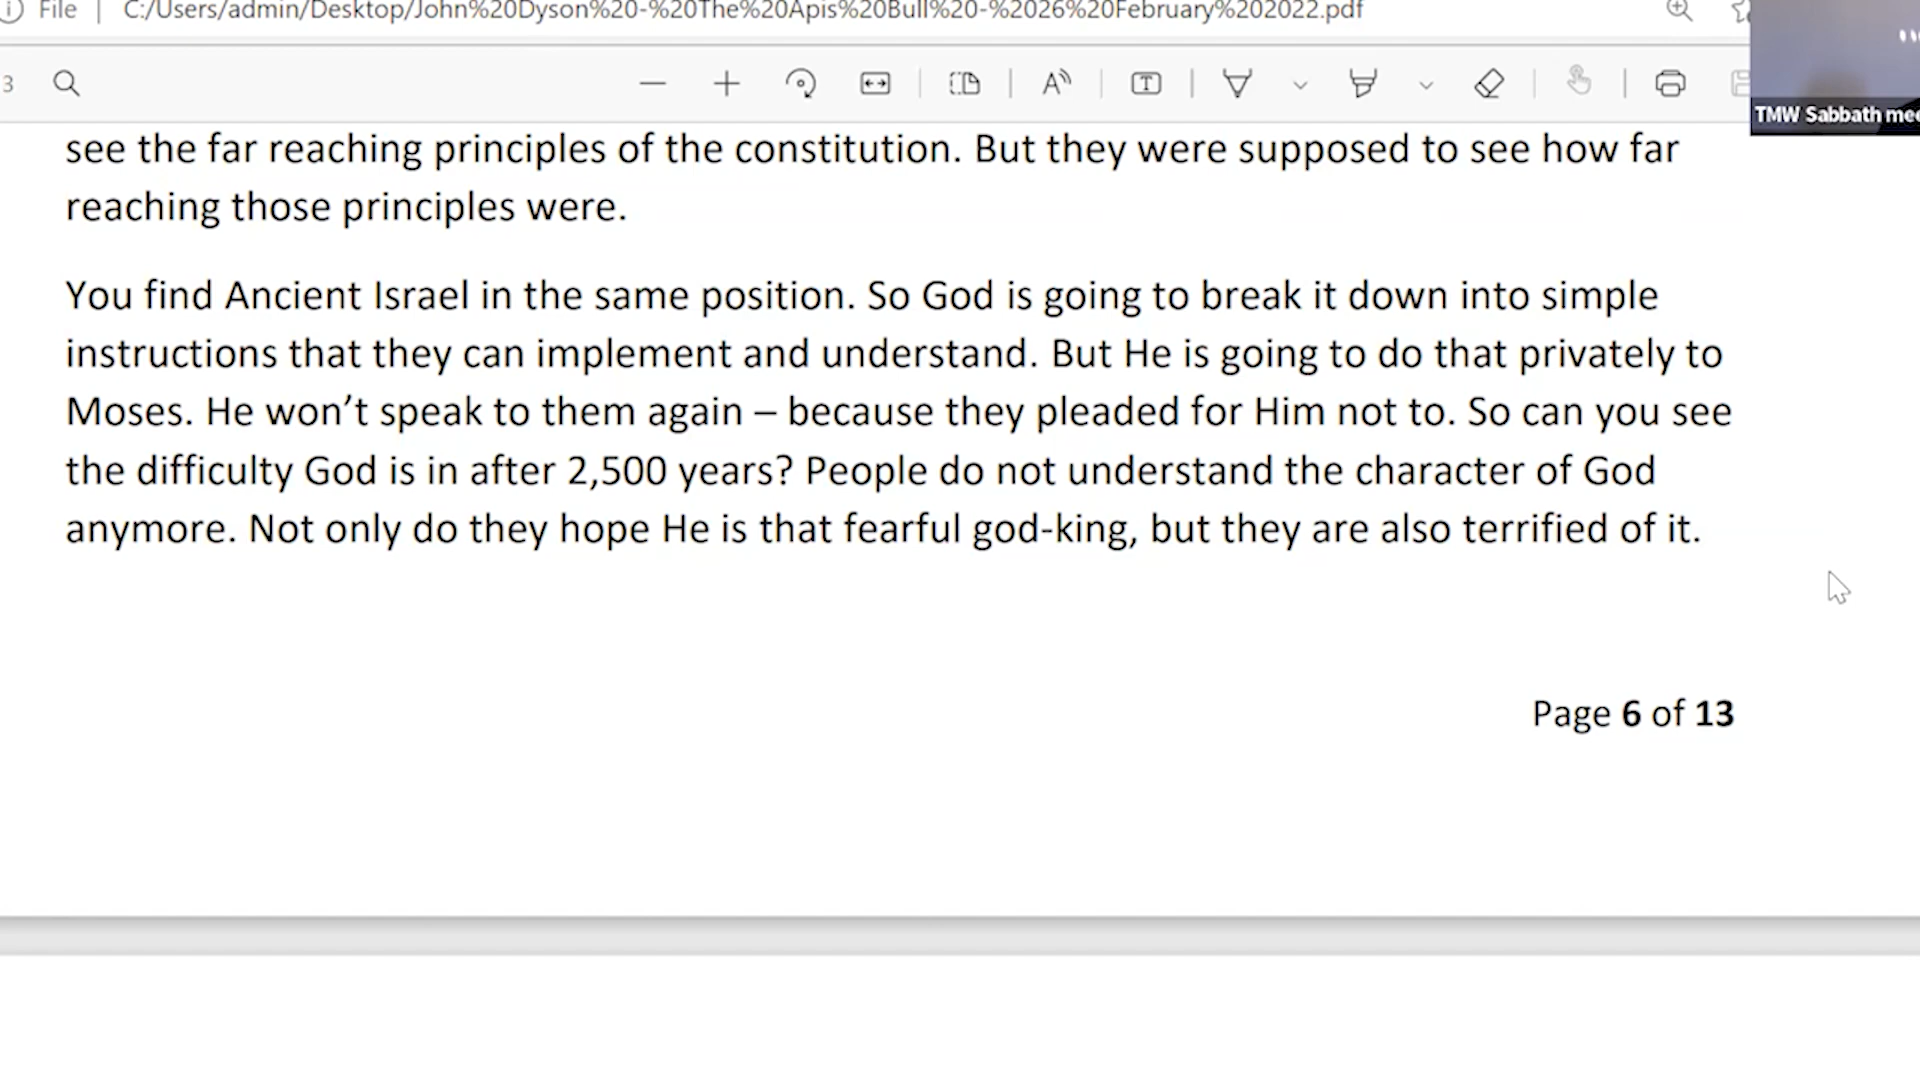 File | C:/Users/admin/Desktop/John%20Dyson%20-%20The%20Apis%20Bull%20-%2026%20February%202022.pdf
3
TMW Sabbath mee
see the far reaching principles of the constitution. But they were supposed to see how far
reaching those principles were.
You find Ancient Israel in the same position. So God is going to break it down into simple
instructions that they can implement and understand. But He is going to do that privately to
Moses. He won’t speak to them again – because they pleaded for Him not to. So can you see
the difficulty God is in after 2,500 years? People do not understand the character of God
anymore. Not only do they hope He is that fearful god-king, but they are also terrified of it.
Page 6 of 13